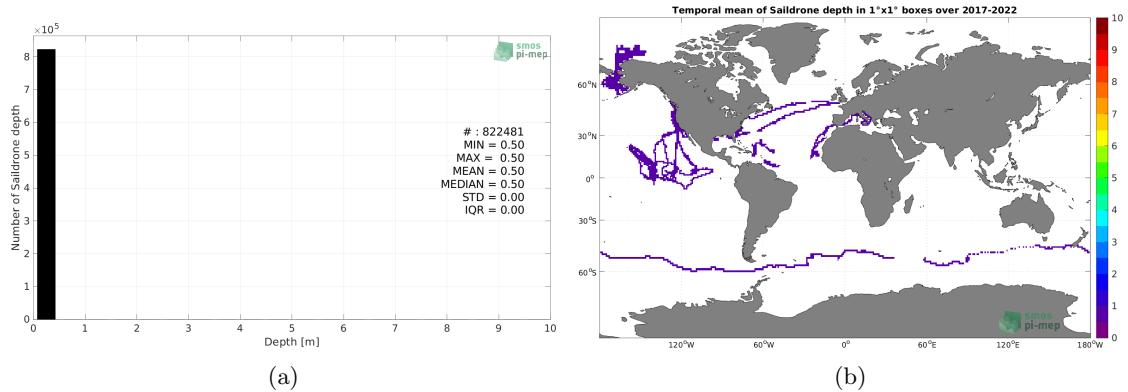 ×10⁵
8
7
6
5
4
3
2
1
0
Number of Saildrone depth
smos
pi-mep
# : 822481
MIN = 0.50
MAX = 0.50
MEAN = 0.50
MEDIAN = 0.50
STD = 0.00
IQR = 0.00
0 1 2 3 4 5 6 7 8 9 10
Depth [m]
(a)
Temporal mean of Saildrone depth in 1°x1° boxes over 2017-2022
60°N
30°N
0°
30°S
60°S
120°W 60°W 0° 60°E 120°E 180°W
smos
pi-mep
10
9
8
7
6
5
4
3
2
1
0
(b)